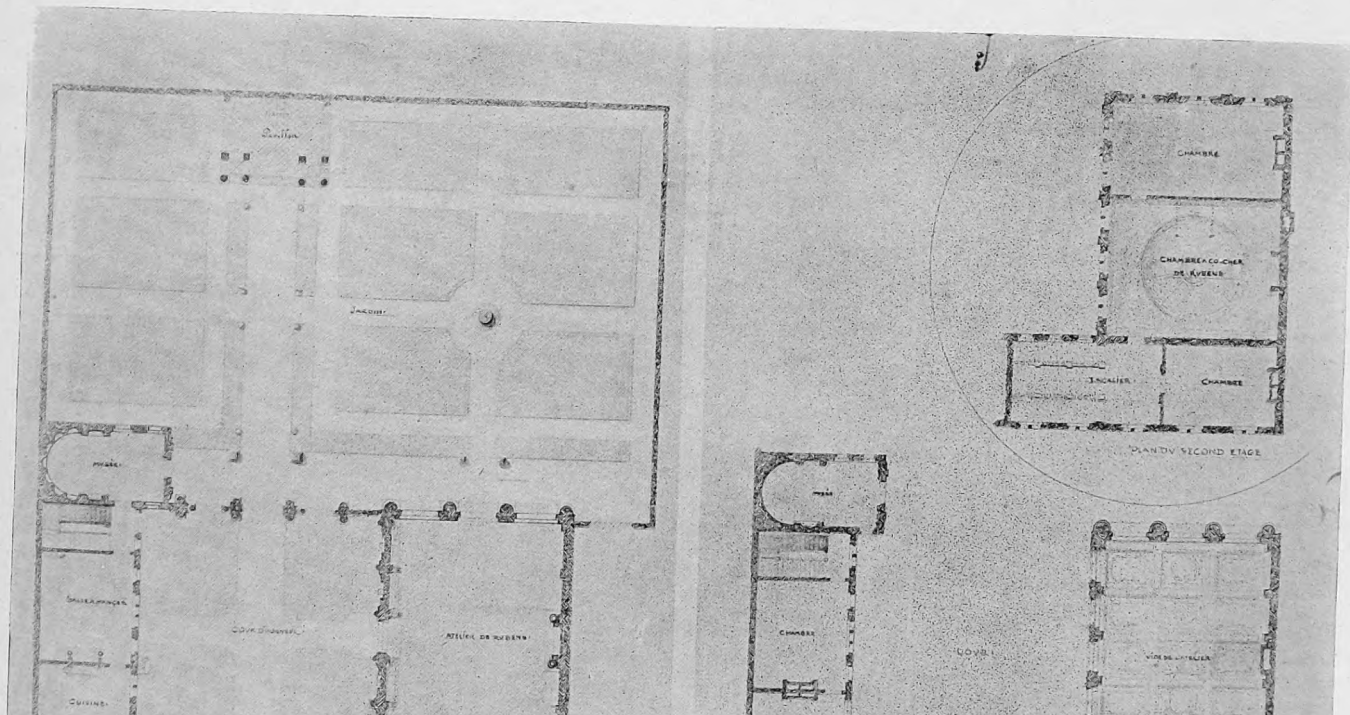 Pavillon
JARDIN
MUSÉE
SALLE A MANGER
COUR D'HONNEUR
ATELIER DE RUBENS
CUISINE
CHAMBRE
CHAMBRE A COUCHER
DE RUBENS
ESCALIER
CHAMBRE
PLAN DU SECOND ETAGE
MUSÉE
CHAMBRE
COUR
VIDE DE L'ATELIER